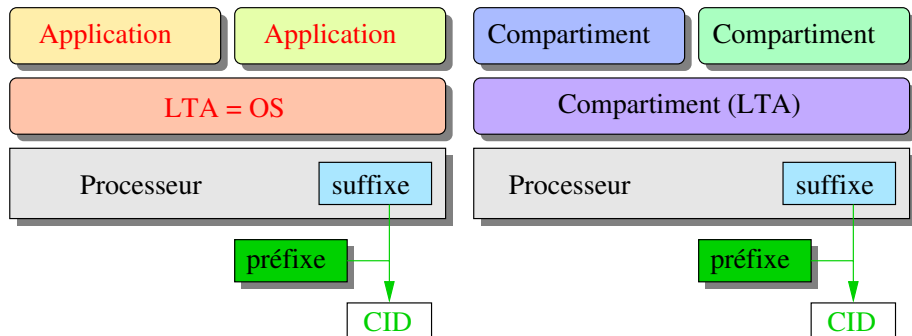 Application
Application
LTA = OS
Processeur
suffixe
préfixe
CID
Compartiment
Compartiment
Compartiment (LTA)
Processeur
suffixe
préfixe
CID